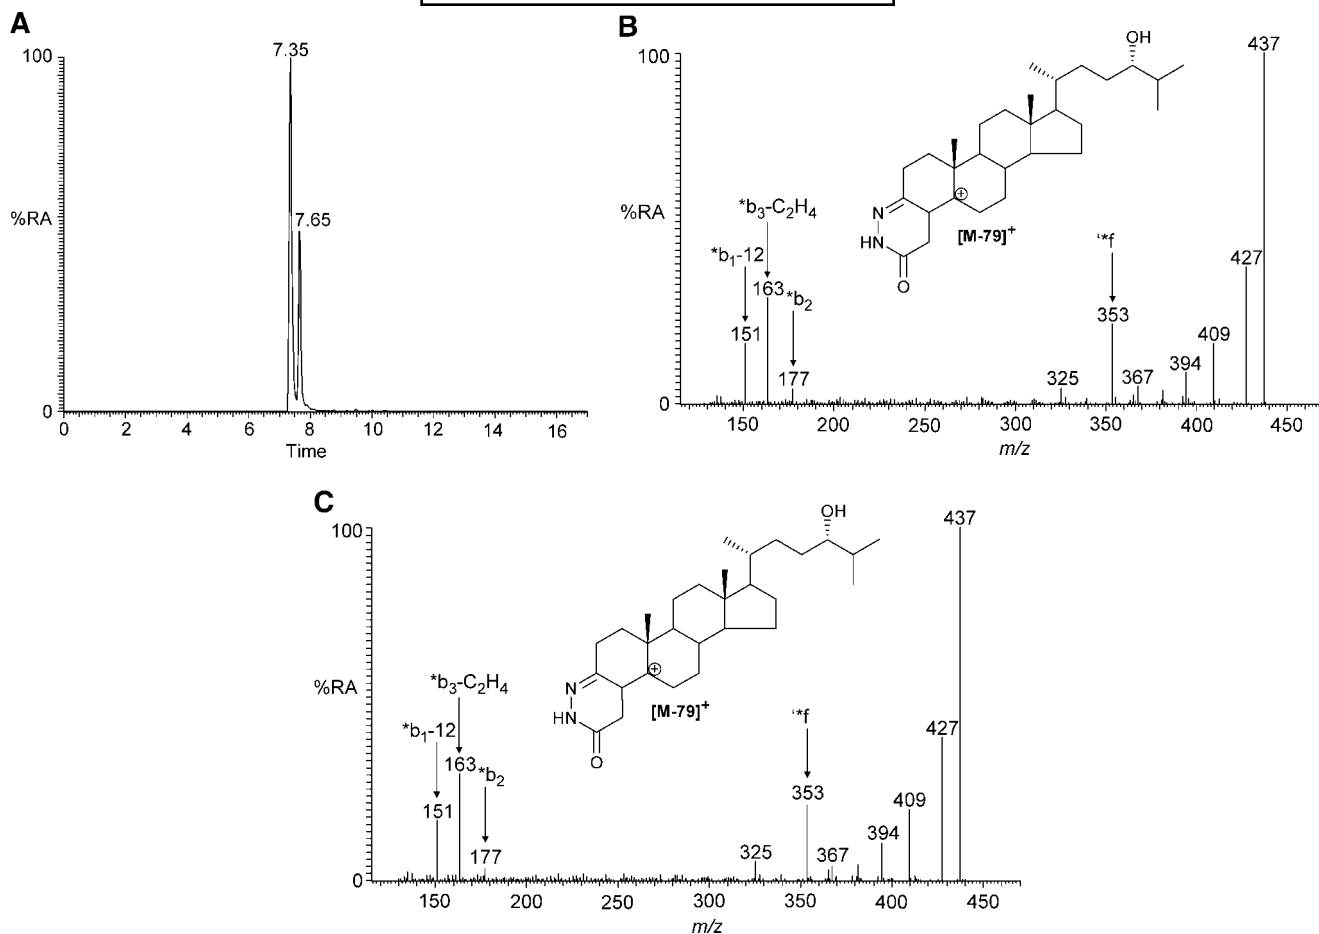 A
100
7.35
7.65
%RA
0
0 2 4 6 8 10 12 14 16
Time
B
100
%RA
0
OH
437
*b3-C2H4
*b1-12
163
*b2
151
177
N
HN
O
[M-79]+
‘*f
353
325
367
394
409
427
150 200 250 300 350 400 450
m/z
C
100
%RA
0
OH
437
*b3-C2H4
*b1-12
163
*b2
151
177
N
HN
O
[M-79]+
‘*f
353
325
367
394
409
427
150 200 250 300 350 400 450
m/z